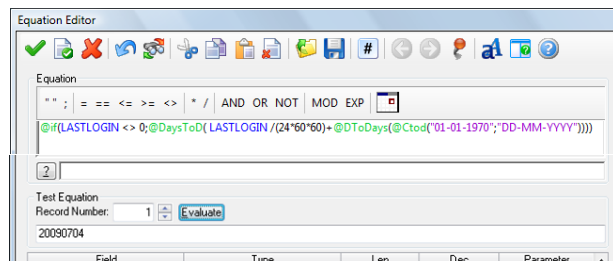 Equation Editor
#
a A ?
Equation
" " ; = == <= >= <> * / AND OR NOT MOD EXP
@if(LASTLOGIN <> 0;@DaysToD( LASTLOGIN /(24*60*60)+@DToDays(@Ctod("01-01-1970";"DD-MM-YYYY"))))
?
Test Equation
Record Number: 1 Evaluate
20090704
Field Type Len Dec Parameter